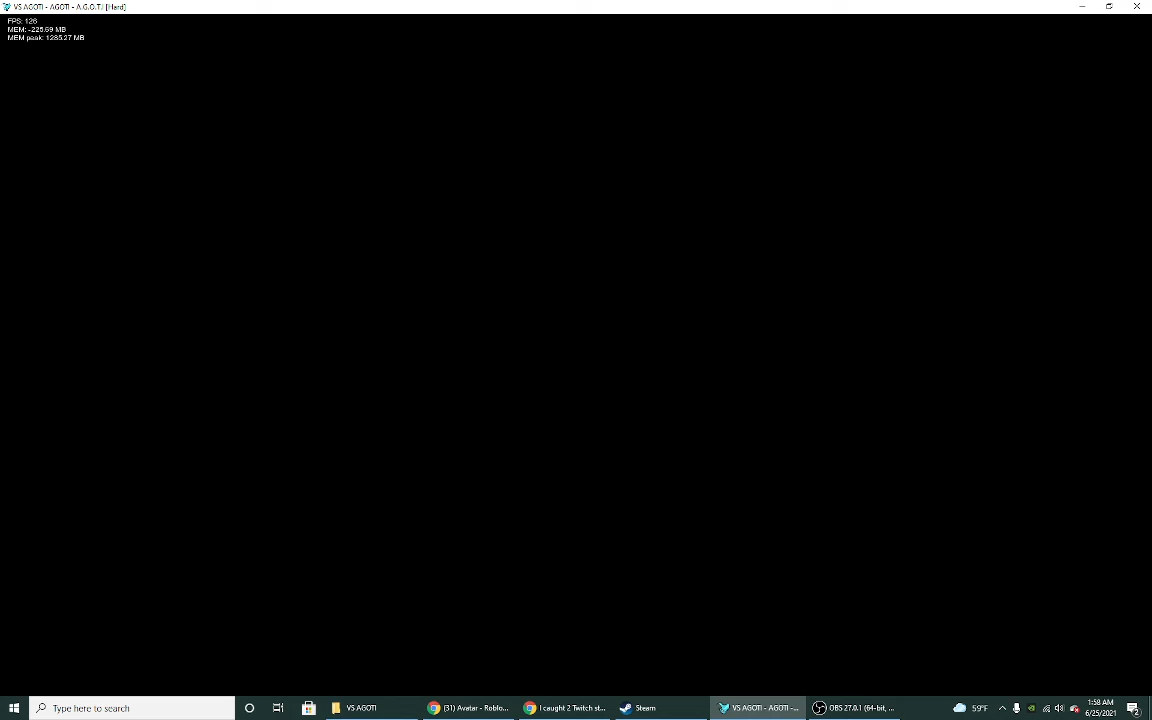 VS AGOTI - AGOTI - A.G.O.T.I [Hard]
FPS: 126
MEM: -225.69 MB
MEM peak: 1285.27 MB
Type here to search
VS AGOTI
(31) Avatar - Roblo...
I caught 2 Twitch st...
Steam
VS AGOTI - AGOTI -...
OBS 27.0.1 (64-bit, ...
59°F
1:58 AM
6/25/2021
2